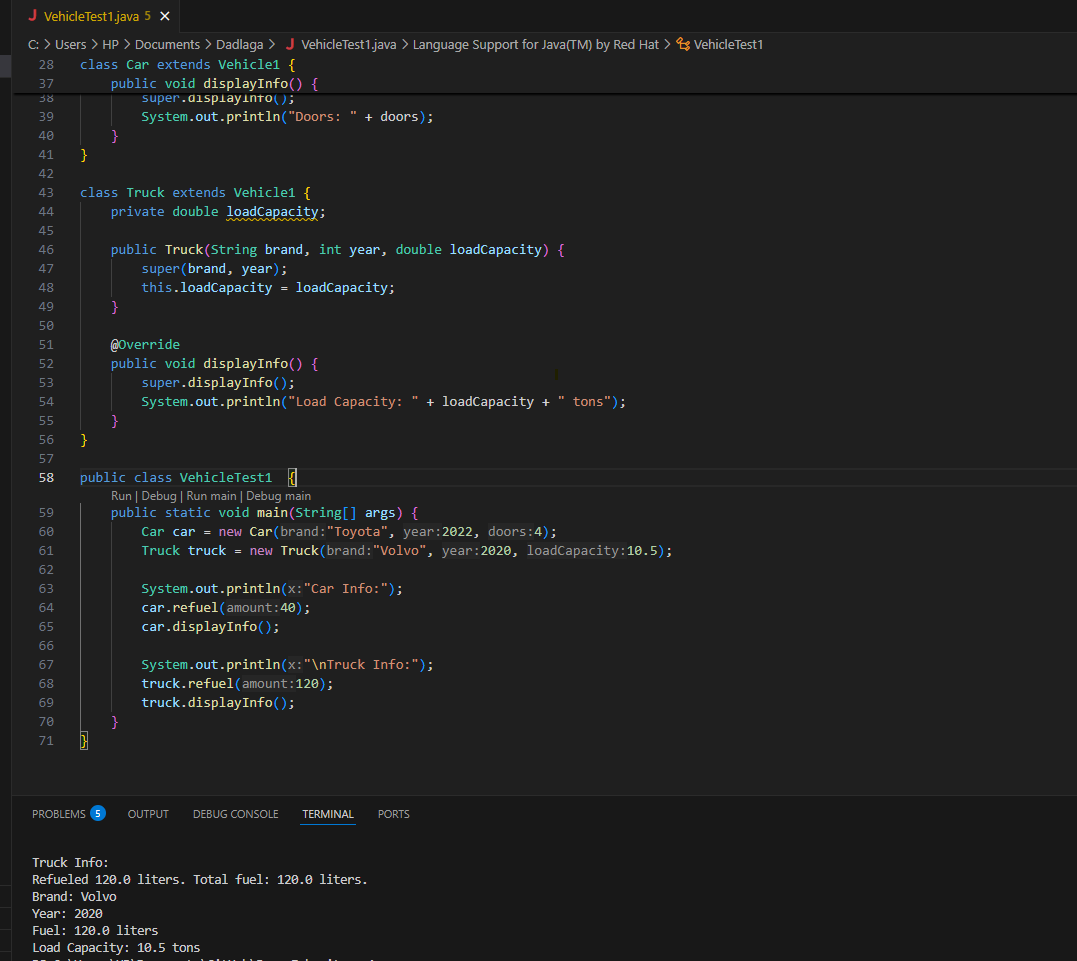 VehicleTest1.java 5
C: > Users > HP > Documents > Dadlaga > VehicleTest1.java > Language Support for Java(TM) by Red Hat > VehicleTest1
28 class Car extends Vehicle1 {
37 public void displayInfo() {
38 super.displayInfo();
39 System.out.println("Doors: " + doors);
40 }
41 }
42
43 class Truck extends Vehicle1 {
44 private double loadCapacity;
45
46 public Truck(String brand, int year, double loadCapacity) {
47 super(brand, year);
48 this.loadCapacity = loadCapacity;
49 }
50
51 @Override
52 public void displayInfo() {
53 super.displayInfo();
54 System.out.println("Load Capacity: " + loadCapacity + " tons");
55 }
56 }
57
58 public class VehicleTest1 {
Run | Debug | Run main | Debug main
59 public static void main(String[] args) {
60 Car car = new Car(brand:"Toyota", year:2022, doors:4);
61 Truck truck = new Truck(brand:"Volvo", year:2020, loadCapacity:10.5);
62
63 System.out.println(x:"Car Info:");
64 car.refuel(amount:40);
65 car.displayInfo();
66
67 System.out.println(x:"\nTruck Info:");
68 truck.refuel(amount:120);
69 truck.displayInfo();
70 }
71 }
PROBLEMS 5 OUTPUT DEBUG CONSOLE TERMINAL PORTS
Truck Info:
Refueled 120.0 liters. Total fuel: 120.0 liters.
Brand: Volvo
Year: 2020
Fuel: 120.0 liters
Load Capacity: 10.5 tons